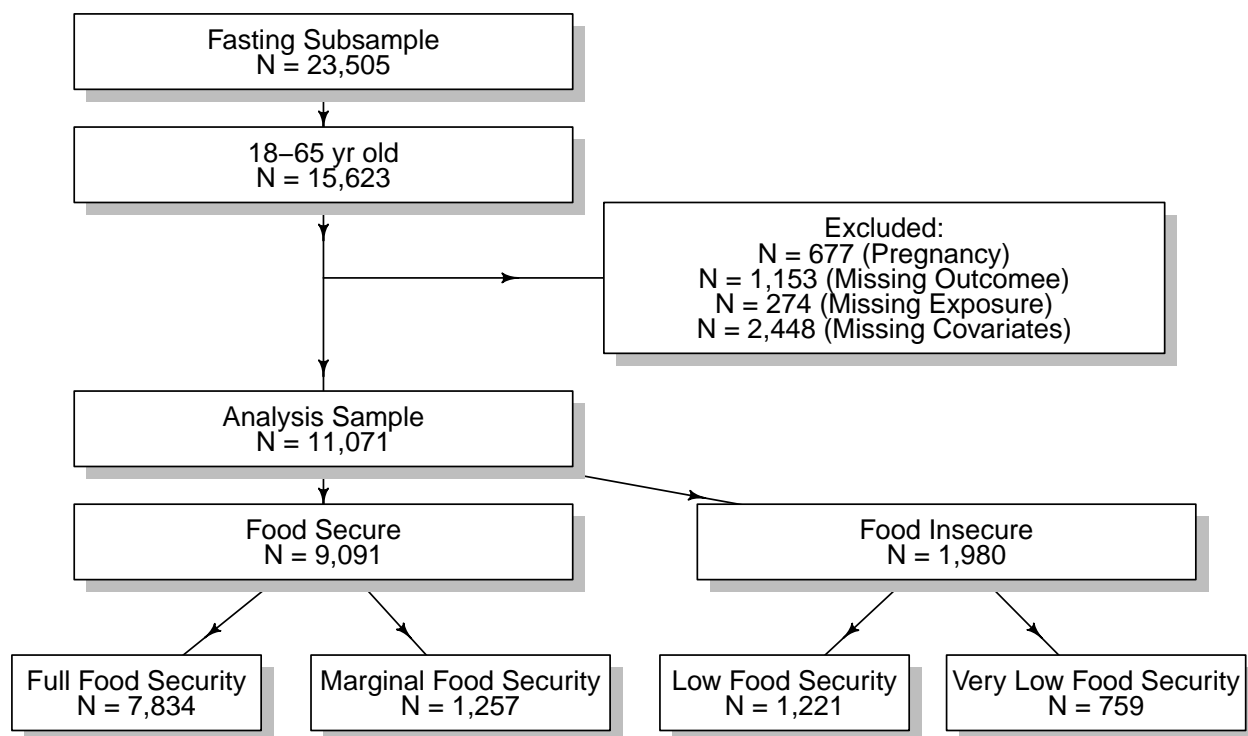 Fasting Subsample
N = 23,505
18–65 yr old
N = 15,623
Excluded:
N = 677 (Pregnancy)
N = 1,153 (Missing Outcomee)
N = 274 (Missing Exposure)
N = 2,448 (Missing Covariates)
Analysis Sample
N = 11,071
Food Secure
N = 9,091
Food Insecure
N = 1,980
Full Food Security
N = 7,834
Marginal Food Security
N = 1,257
Low Food Security
N = 1,221
Very Low Food Security
N = 759